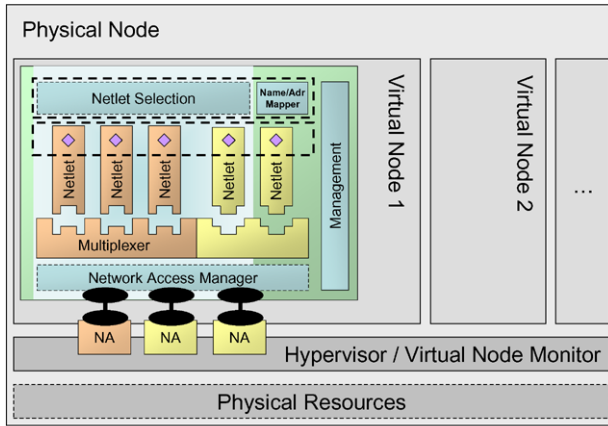 Physical Node
Netlet Selection
Name/Adr
Mapper
Netlet
Netlet
Netlet
Netlet
Netlet
Management
Multiplexer
Network Access Manager
NA
NA
NA
Virtual Node 1
Virtual Node 2
...
Hypervisor / Virtual Node Monitor
Physical Resources